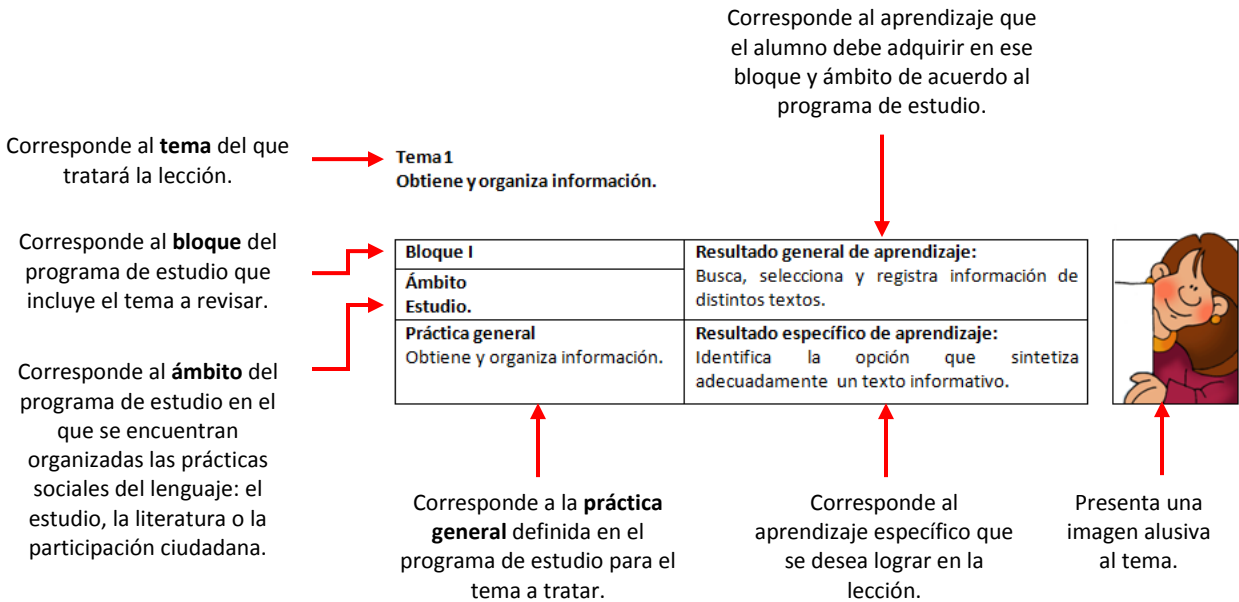 Corresponde al aprendizaje que
el alumno debe adquirir en ese
bloque y ámbito de acuerdo al
programa de estudio.
Corresponde al tema del que
tratará la lección.
Tema 1
Obtiene y organiza información.
Corresponde al bloque del
programa de estudio que
incluye el tema a revisar.
Bloque I
Ámbito
Estudio.
Resultado general de aprendizaje:
Busca, selecciona y registra información de
distintos textos.
Práctica general
Obtiene y organiza información.
Resultado específico de aprendizaje:
Identifica la opción que sintetiza
adecuadamente un texto informativo.
Corresponde al ámbito del
programa de estudio en el
que se encuentran
organizadas las prácticas
sociales del lenguaje: el
estudio, la literatura o la
participación ciudadana.
Corresponde a la práctica
general definida en el
programa de estudio para el
tema a tratar.
Corresponde al
aprendizaje específico que
se desea lograr en la
lección.
Presenta una
imagen alusiva
al tema.